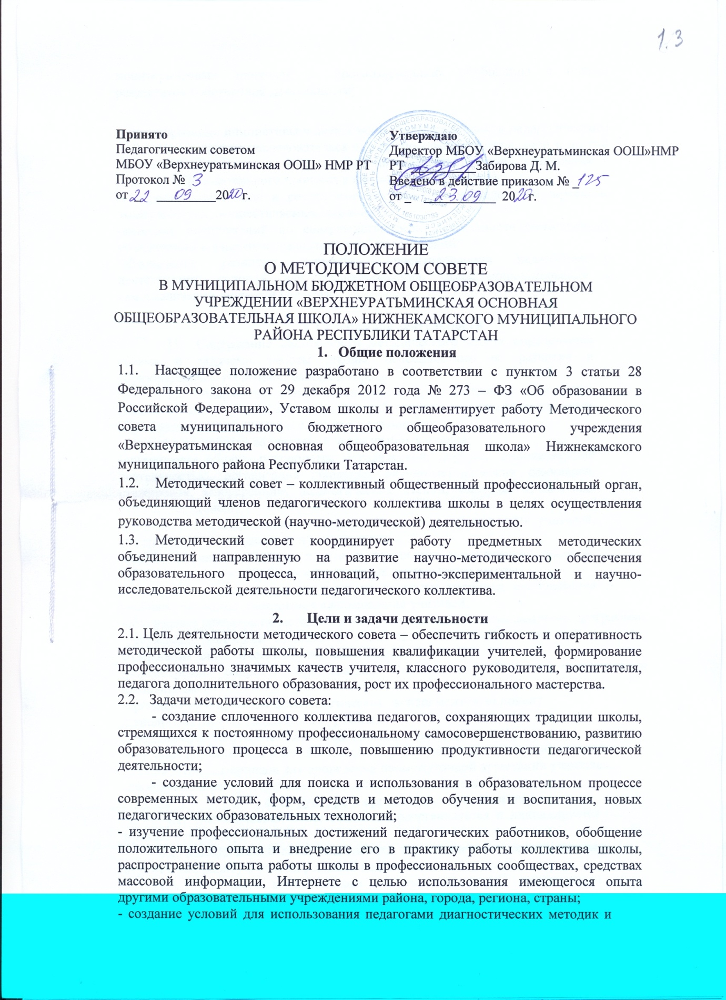 1.3
Принято
Педагогическим советом
МБОУ «Верхнеуратьминская ООШ» НМР РТ
Протокол № 3
от 22 09 2020 г.
Утверждаю
Директор МБОУ «Верхнеуратьминская ООШ»НМР
РТ __________Забирова Д. М.
Введено в действие приказом № _125
от _ 23.09 2020 г.
ПОЛОЖЕНИЕ
О МЕТОДИЧЕСКОМ СОВЕТЕ
В МУНИЦИПАЛЬНОМ БЮДЖЕТНОМ ОБЩЕОБРАЗОВАТЕЛЬНОМ
УЧРЕЖДЕНИИ «ВЕРХНЕУРАТЬМИНСКАЯ ОСНОВНАЯ
ОБЩЕОБРАЗОВАТЕЛЬНАЯ ШКОЛА» НИЖНЕКАМСКОГО МУНИЦИПАЛЬНОГО
РАЙОНА РЕСПУБЛИКИ ТАТАРСТАН
1. Общие положения
1.1. Настоящее положение разработано в соответствии с пунктом 3 статьи 28
Федерального закона от 29 декабря 2012 года № 273 – ФЗ «Об образовании в
Российской Федерации», Уставом школы и регламентирует работу Методического
совета муниципального бюджетного общеобразовательного учреждения
«Верхнеуратьминская основная общеобразовательная школа» Нижнекамского
муниципального района Республики Татарстан.
1.2. Методический совет – коллективный общественный профессиональный орган,
объединяющий членов педагогического коллектива школы в целях осуществления
руководства методической (научно-методической) деятельностью.
1.3. Методический совет координирует работу предметных методических
объединений направленную на развитие научно-методического обеспечения
образовательного процесса, инноваций, опытно-экспериментальной и научно-
исследовательской деятельности педагогического коллектива.
2. Цели и задачи деятельности
2.1. Цель деятельности методического совета – обеспечить гибкость и оперативность
методической работы школы, повышения квалификации учителей, формирование
профессионально значимых качеств учителя, классного руководителя, воспитателя,
педагога дополнительного образования, рост их профессионального мастерства.
2.2. Задачи методического совета:
- создание сплоченного коллектива педагогов, сохраняющих традиции школы,
стремящихся к постоянному профессиональному самосовершенствованию, развитию
образовательного процесса в школе, повышению продуктивности педагогической
деятельности;
- создание условий для поиска и использования в образовательном процессе
современных методик, форм, средств и методов обучения и воспитания, новых
педагогических образовательных технологий;
- изучение профессиональных достижений педагогических работников, обобщение
положительного опыта и внедрение его в практику работы коллектива школы,
распространение опыта работы школы в профессиональных сообществах, средствах
массовой информации, Интернете с целью использования имеющегося опыта
другими образовательными учреждениями района, города, региона, страны;
- создание условий для использования педагогами диагностических методик и